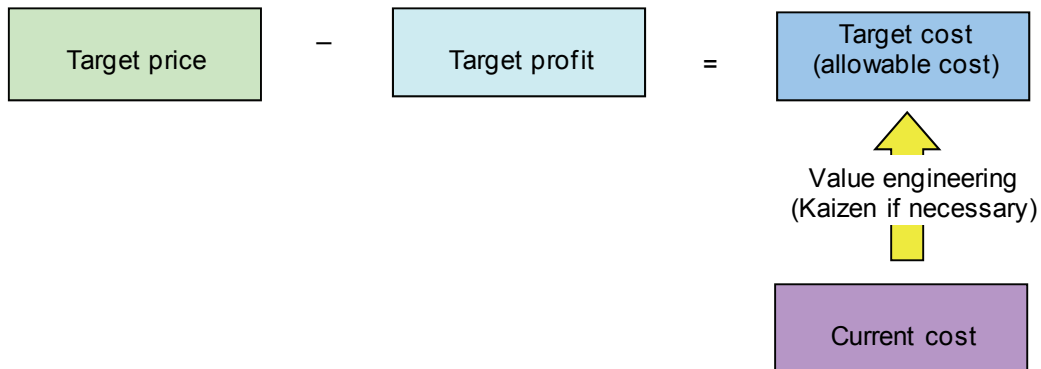 Target price
–
Target profit
=
Target cost
(allowable cost)
Value engineering
(Kaizen if necessary)
Current cost